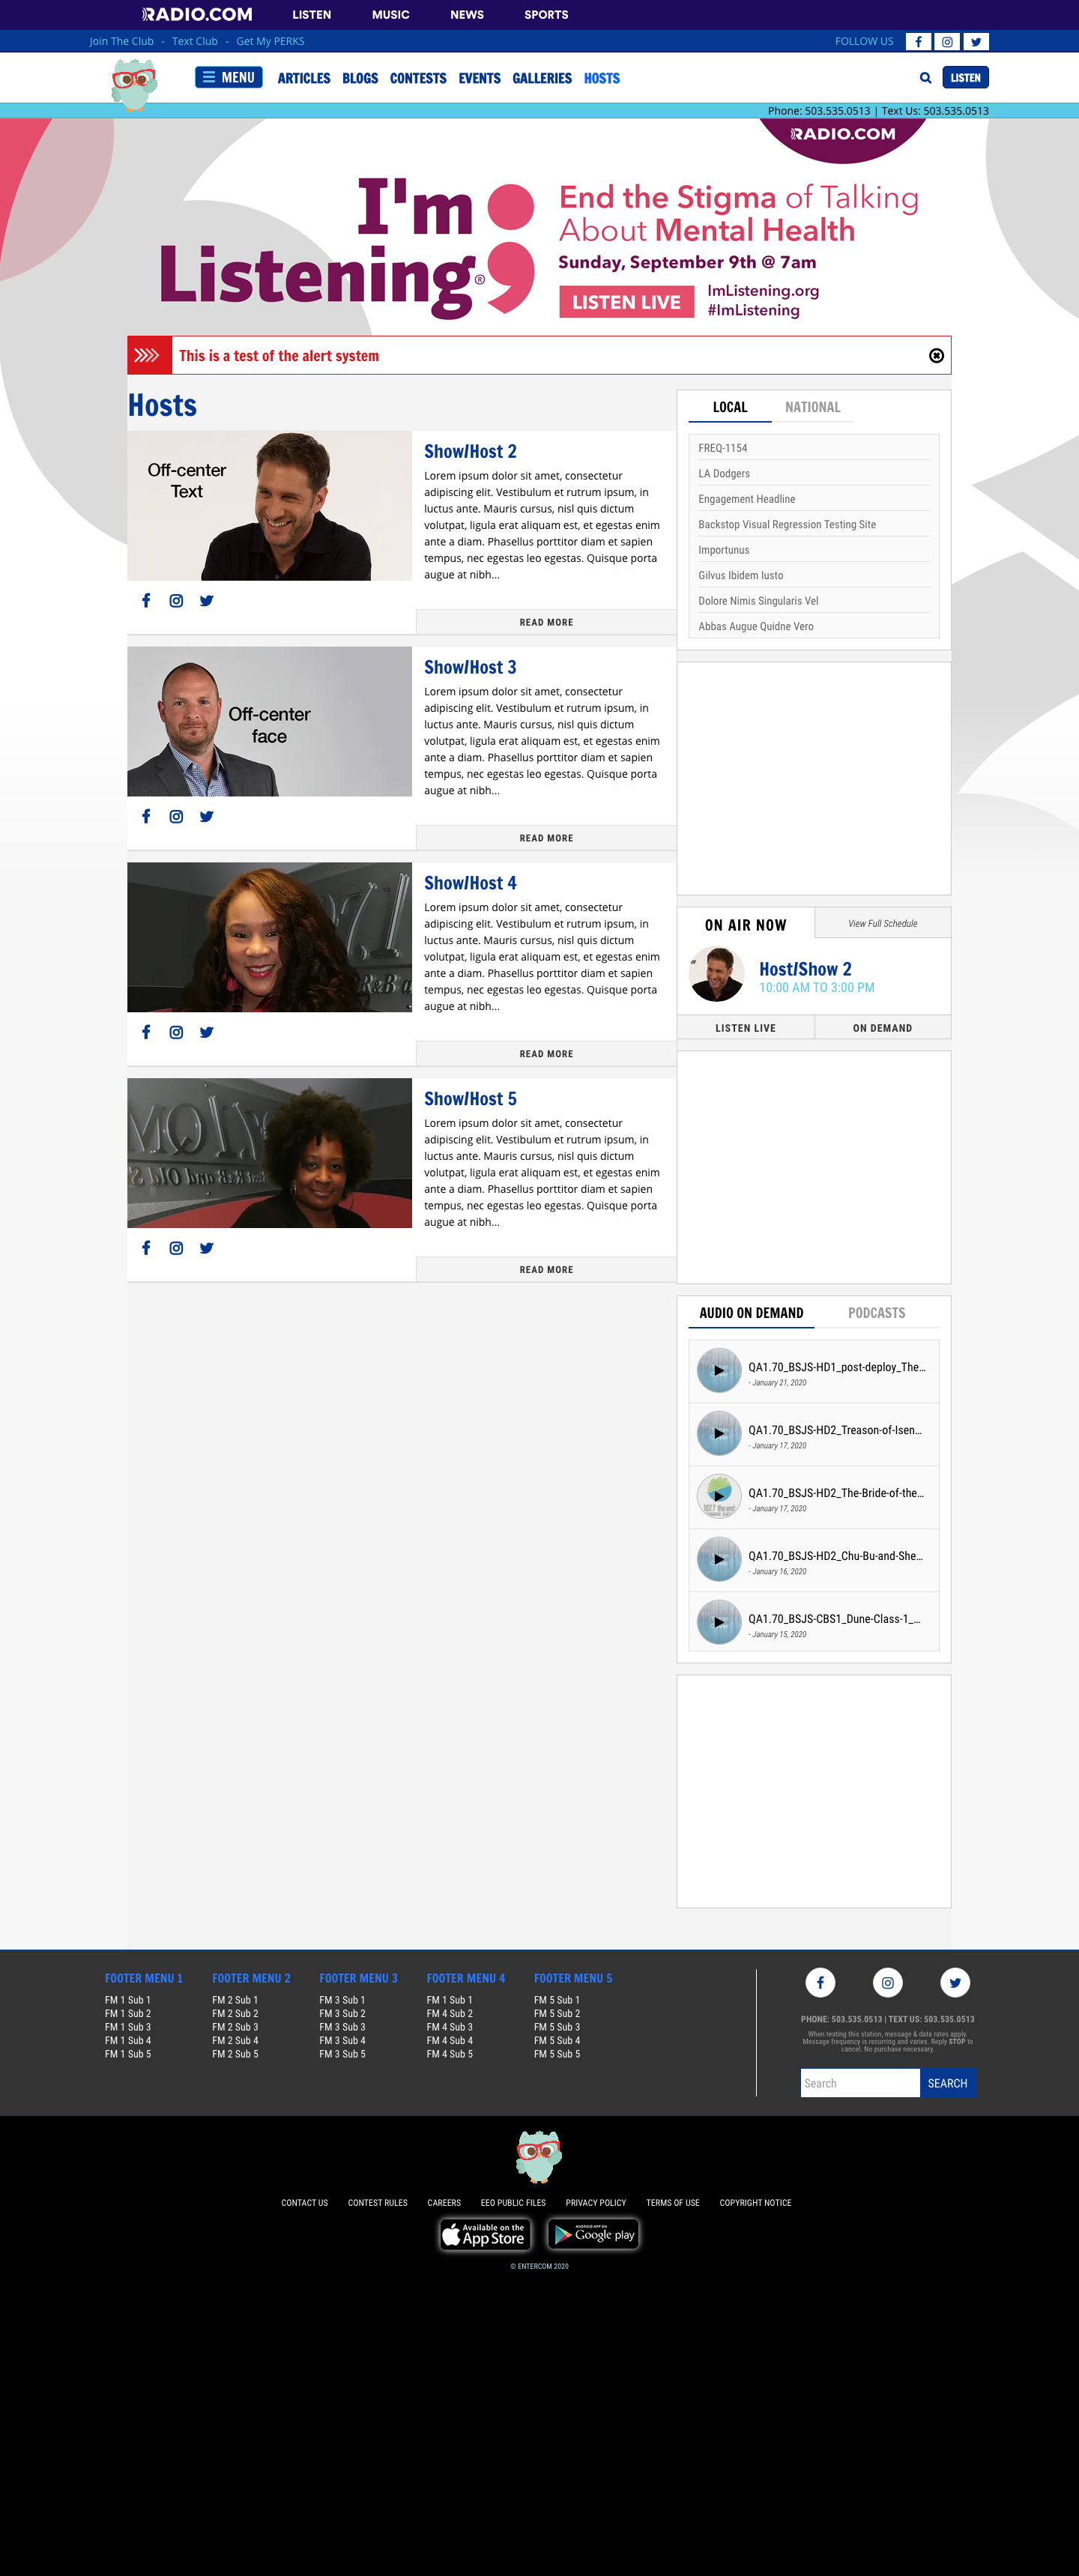 RADIO.COM LISTEN MUSIC NEWS SPORTS
Join The Club - Text Club - Get My PERKS FOLLOW US
MENU ARTICLES BLOGS CONTESTS EVENTS GALLERIES HOSTS LISTEN
Phone: 503.535.0513 | Text Us: 503.535.0513
RADIO.COM
I'm
Listening®
End the Stigma of Talking
About Mental Health
Sunday, September 9th @ 7am
LISTEN LIVE
ImListening.org
#ImListening
This is a test of the alert system
Hosts
Off-center
Text
Show/Host 2
Lorem ipsum dolor sit amet, consectetur
adipiscing elit. Vestibulum et rutrum ipsum, in
luctus ante. Mauris cursus, nisl quis dictum
volutpat, ligula erat aliquam est, et egestas enim
ante a diam. Phasellus porttitor diam et sapien
tempus, nec egestas leo egestas. Quisque porta
augue at nibh...
READ MORE
Off-center
face
Show/Host 3
Lorem ipsum dolor sit amet, consectetur
adipiscing elit. Vestibulum et rutrum ipsum, in
luctus ante. Mauris cursus, nisl quis dictum
volutpat, ligula erat aliquam est, et egestas enim
ante a diam. Phasellus porttitor diam et sapien
tempus, nec egestas leo egestas. Quisque porta
augue at nibh...
READ MORE
R&B a
Show/Host 4
Lorem ipsum dolor sit amet, consectetur
adipiscing elit. Vestibulum et rutrum ipsum, in
luctus ante. Mauris cursus, nisl quis dictum
volutpat, ligula erat aliquam est, et egestas enim
ante a diam. Phasellus porttitor diam et sapien
tempus, nec egestas leo egestas. Quisque porta
augue at nibh...
READ MORE
R&B and Old S
Show/Host 5
Lorem ipsum dolor sit amet, consectetur
adipiscing elit. Vestibulum et rutrum ipsum, in
luctus ante. Mauris cursus, nisl quis dictum
volutpat, ligula erat aliquam est, et egestas enim
ante a diam. Phasellus porttitor diam et sapien
tempus, nec egestas leo egestas. Quisque porta
augue at nibh...
READ MORE
LOCAL NATIONAL
FREQ-1154
LA Dodgers
Engagement Headline
Backstop Visual Regression Testing Site
Importunus
Gilvus Ibidem Iusto
Dolore Nimis Singularis Vel
Abbas Augue Quidne Vero
ON AIR NOW View Full Schedule
Host/Show 2
10:00 AM TO 3:00 PM
LISTEN LIVE ON DEMAND
AUDIO ON DEMAND PODCASTS
QA1.70_BSJS-HD1_post-deploy_The...
- January 21, 2020
QA1.70_BSJS-HD2_Treason-of-Isen...
- January 17, 2020
107.7 the end
QA1.70_BSJS-HD2_The-Bride-of-the...
- January 17, 2020
QA1.70_BSJS-HD2_Chu-Bu-and-She...
- January 16, 2020
QA1.70_BSJS-CBS1_Dune-Class-1_...
- January 15, 2020
FOOTER MENU 1 FOOTER MENU 2 FOOTER MENU 3 FOOTER MENU 4 FOOTER MENU 5
FM 1 Sub 1 FM 2 Sub 1 FM 3 Sub 1 FM 1 Sub 1 FM 5 Sub 1
FM 1 Sub 2 FM 2 Sub 2 FM 3 Sub 2 FM 4 Sub 2 FM 5 Sub 2
FM 1 Sub 3 FM 2 Sub 3 FM 3 Sub 3 FM 4 Sub 3 FM 5 Sub 3
FM 1 Sub 4 FM 2 Sub 4 FM 3 Sub 4 FM 4 Sub 4 FM 5 Sub 4
FM 1 Sub 5 FM 2 Sub 5 FM 3 Sub 5 FM 4 Sub 5 FM 5 Sub 5
PHONE: 503.535.0513 | TEXT US: 503.535.0513
When texting this station, message & data rates apply.
Message frequency is recurring and varies. Reply STOP to
cancel. No purchase necessary.
Search SEARCH
CONTACT US CONTEST RULES CAREERS EEO PUBLIC FILES PRIVACY POLICY TERMS OF USE COPYRIGHT NOTICE
Available on the
App Store
ANDROID APP ON
Google play
© ENTERCOM 2020